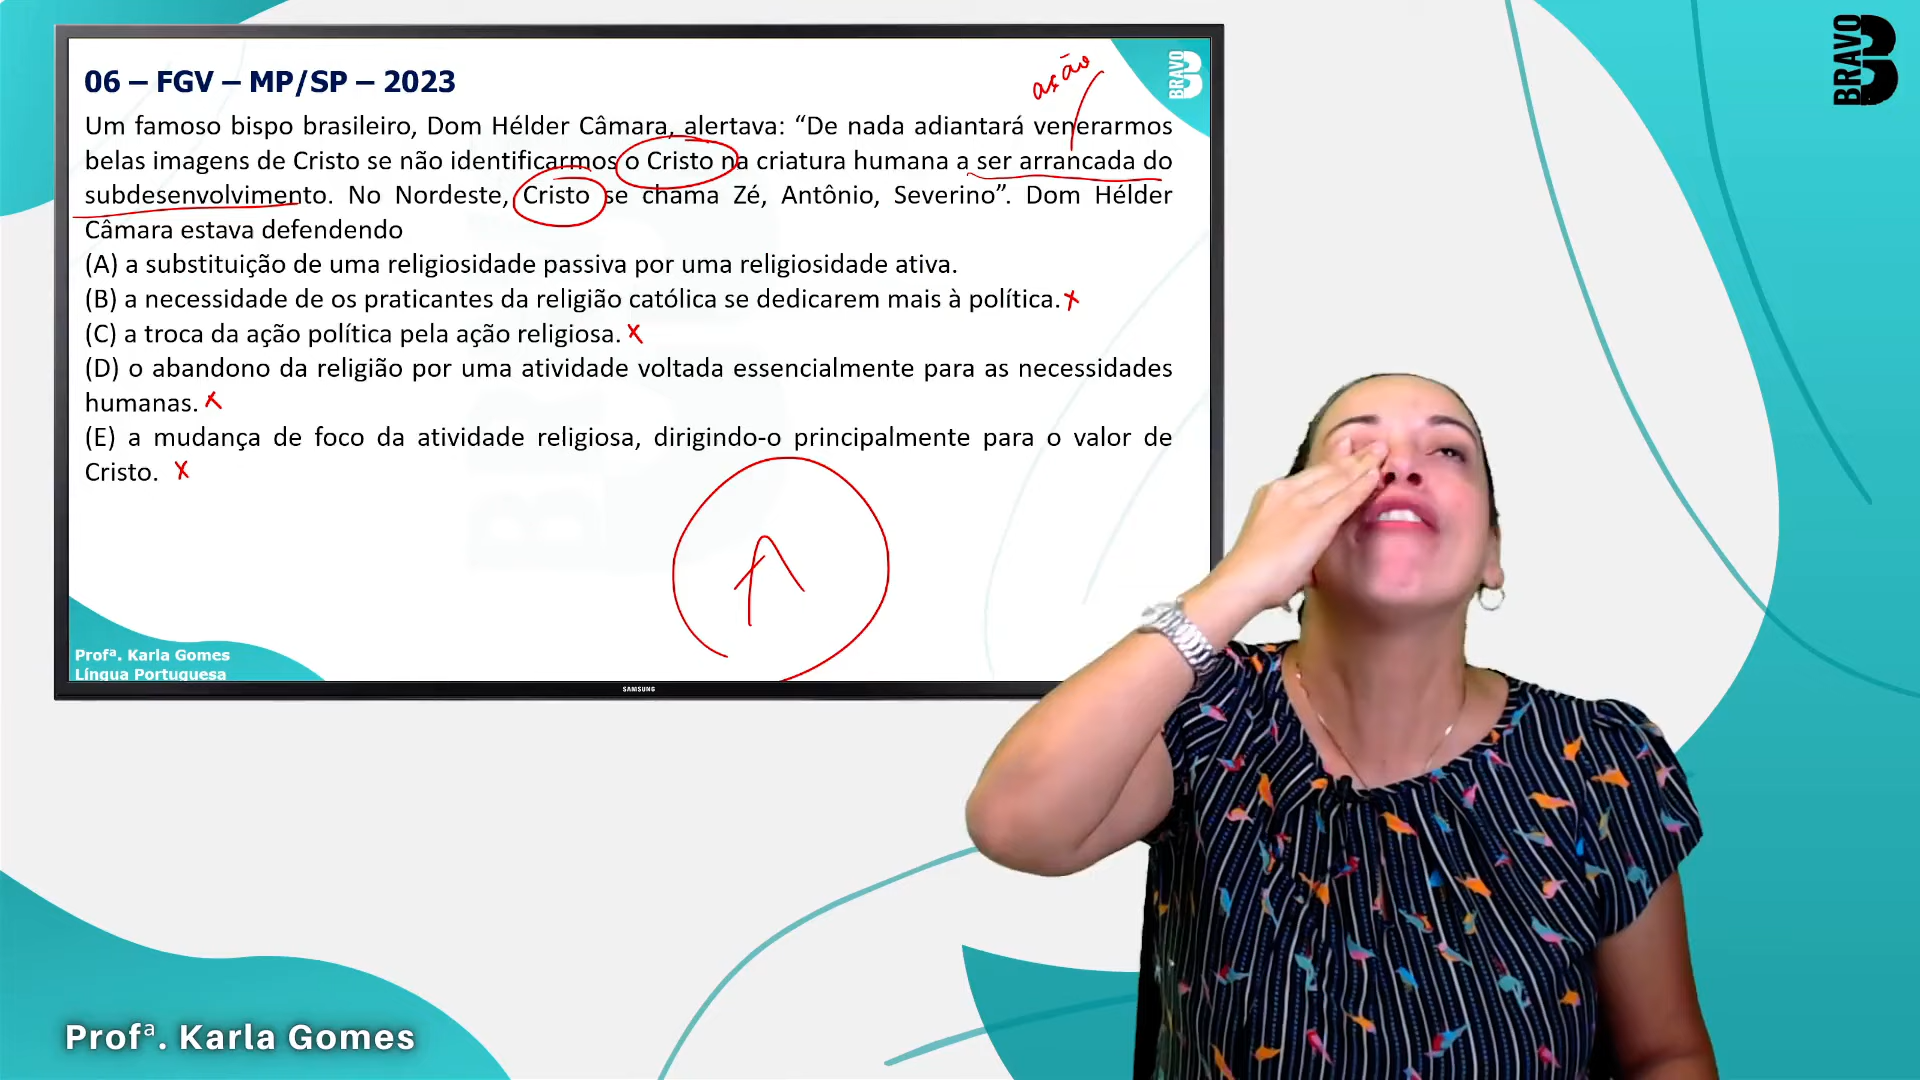 BRAVO
BRAVO
ação
06 – FGV – MP/SP – 2023
Um famoso bispo brasileiro, Dom Hélder Câmara, alertava: “De nada adiantará venerarmos
belas imagens de Cristo se não identificarmos o Cristo na criatura humana a ser arrancada do
subdesenvolvimento. No Nordeste, Cristo se chama Zé, Antônio, Severino”. Dom Hélder
Câmara estava defendendo
(A) a substituição de uma religiosidade passiva por uma religiosidade ativa.
(B) a necessidade de os praticantes da religião católica se dedicarem mais à política. x
(C) a troca da ação política pela ação religiosa. x
(D) o abandono da religião por uma atividade voltada essencialmente para as necessidades
humanas. x
(E) a mudança de foco da atividade religiosa, dirigindo-o principalmente para o valor de
Cristo. x
A
Profª. Karla Gomes
Língua Portuguesa
SAMSUNG
Profª. Karla Gomes